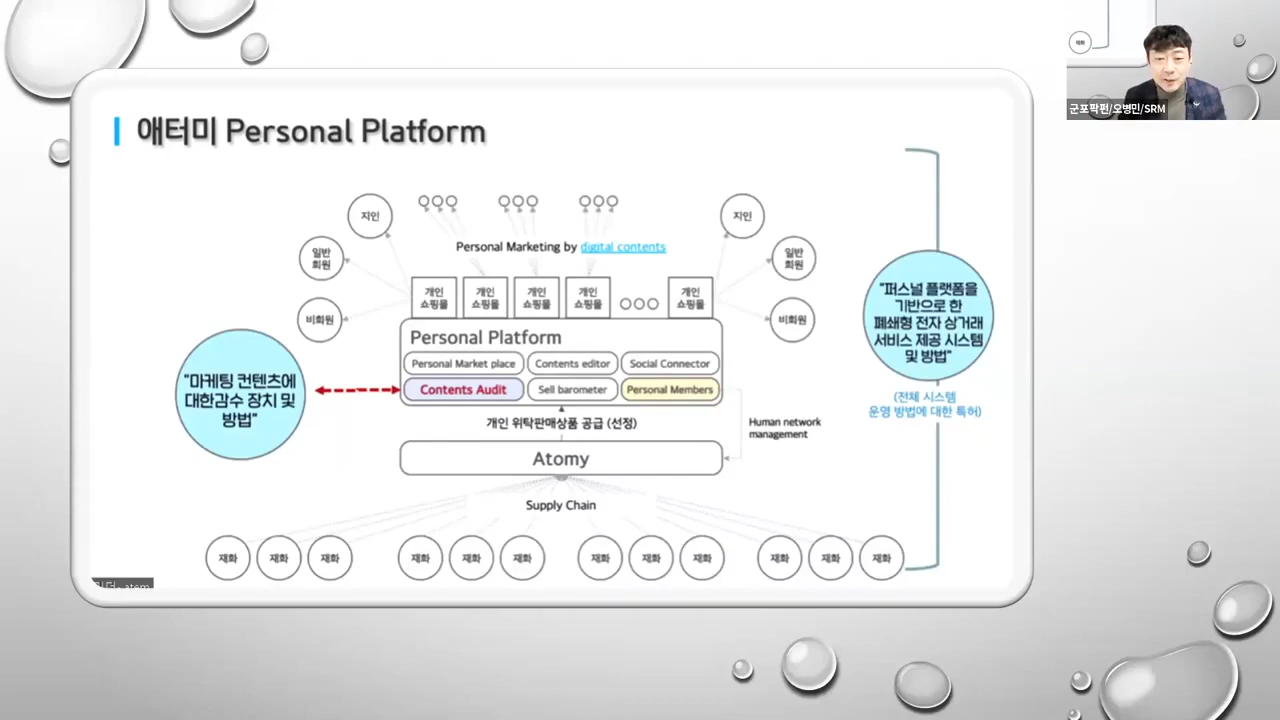 재화
군포팍편/오병민/SRM
애터미 Personal Platform
지인
지인
Personal Marketing by digital contents
일반
회원
일반
회원
비회원
비회원
개인
쇼핑몰
개인
쇼핑몰
개인
쇼핑몰
개인
쇼핑몰
개인
쇼핑몰
Personal Platform
Personal Market place
Contents editor
Social Connector
Contents Audit
Sell barometer
Personal Members
"마케팅 컨텐츠에
대한감수 장치 및
방법"
"퍼스널 플랫폼을
기반으로 한
폐쇄형 전자 상거래
서비스 제공 시스템
및 방법"
(전체 시스템
운영 방법에 대한 특허)
개인 위탁판매상품 공급 (선정)
Human network
management
Atomy
Supply Chain
재화
재화
재화
재화
재화
재화
재화
재화
재화
재화
재화
재화